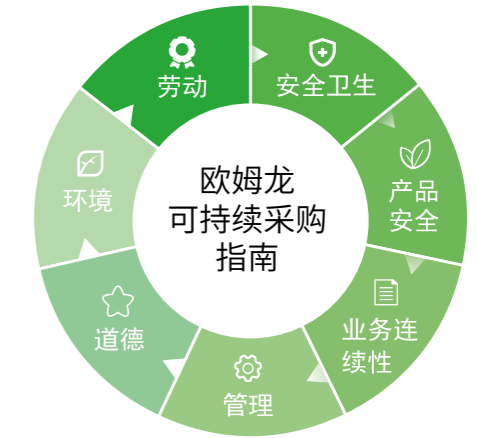 欧姆龙
可持续采购
指南
劳动
安全卫生
产品
安全
业务连
续性
管理
道德
环境